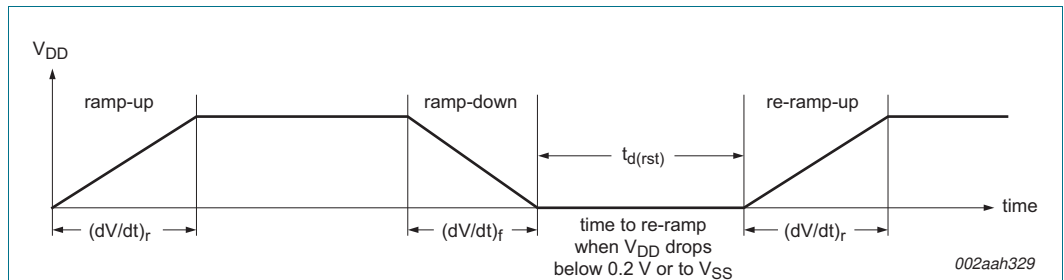 VDD
ramp-up
ramp-down
re-ramp-up
td(rst)
time
(dV/dt)r
(dV/dt)f
time to re-ramp
when VDD drops
below 0.2 V or to VSS
(dV/dt)r
002aah329